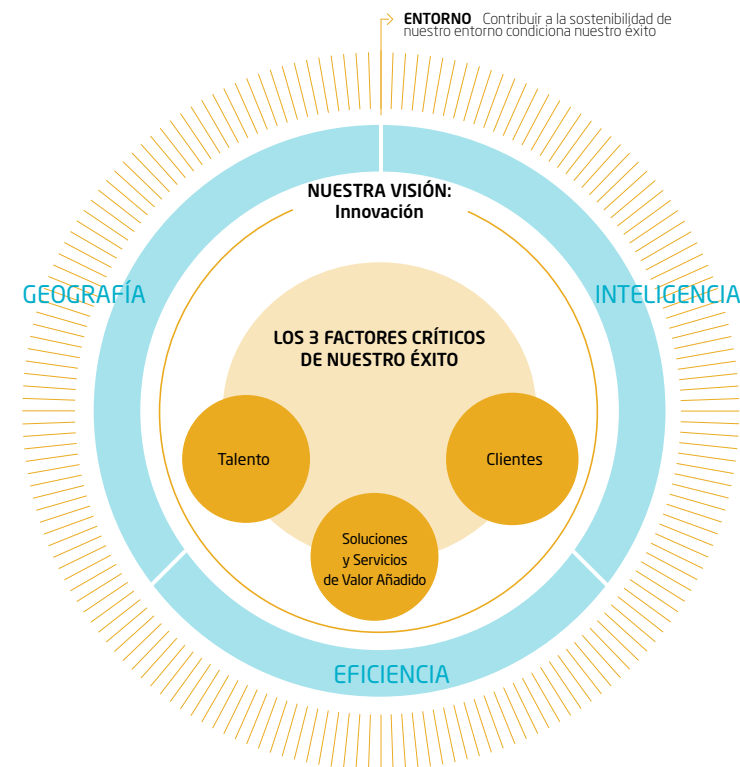 ENTORNO Contribuir a la sostenibilidad de
nuestro entorno condiciona nuestro éxito
NUESTRA VISIÓN:
Innovación
GEOGRAFÍA
INTELIGENCIA
LOS 3 FACTORES CRÍTICOS
DE NUESTRO ÉXITO
Talento
Clientes
Soluciones
y Servicios
de Valor Añadido
EFICIENCIA